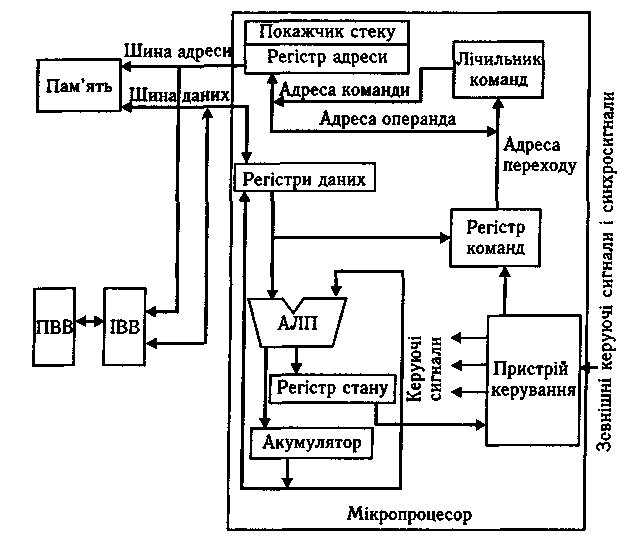 Покажчик стеку
Регістр адреси
Шина адреси
Лічильник
команд
Пам'ять
Шина даних
Адреса команди
Адреса операнда
Адреса
переходу
Регістри даних
Регістр
команд
ПВВ
ІВВ
АЛП
Керуючі
сигнали
Пристрій
керування
Регістр стану
Акумулятор
Зовнішні керуючі сигнали і синхросигнали
Мікропроцесор